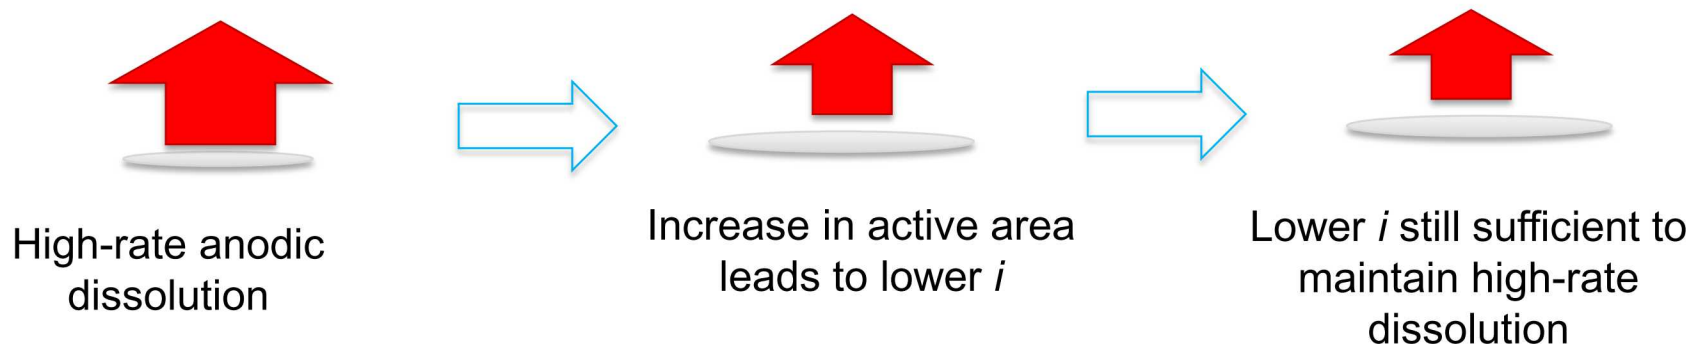 High-rate anodic
dissolution
Increase in active area
leads to lower i
Lower i still sufficient to
maintain high-rate
dissolution